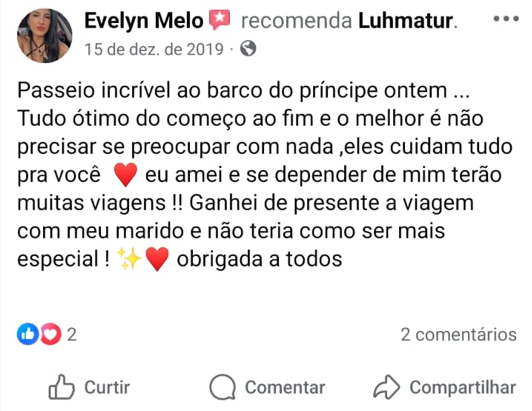 Evelyn Melo recomenda Luhmatur.
15 de dez. de 2019 ·
Passeio incrível ao barco do príncipe ontem ...
Tudo ótimo do começo ao fim e o melhor é não
precisar se preocupar com nada ,eles cuidam tudo
pra você ♥️ eu amei e se depender de mim terão
muitas viagens !! Ganhei de presente a viagem
com meu marido e não teria como ser mais
especial ! ✨♥️ obrigada a todos
2
2 comentários
Curtir
Comentar
Compartilhar